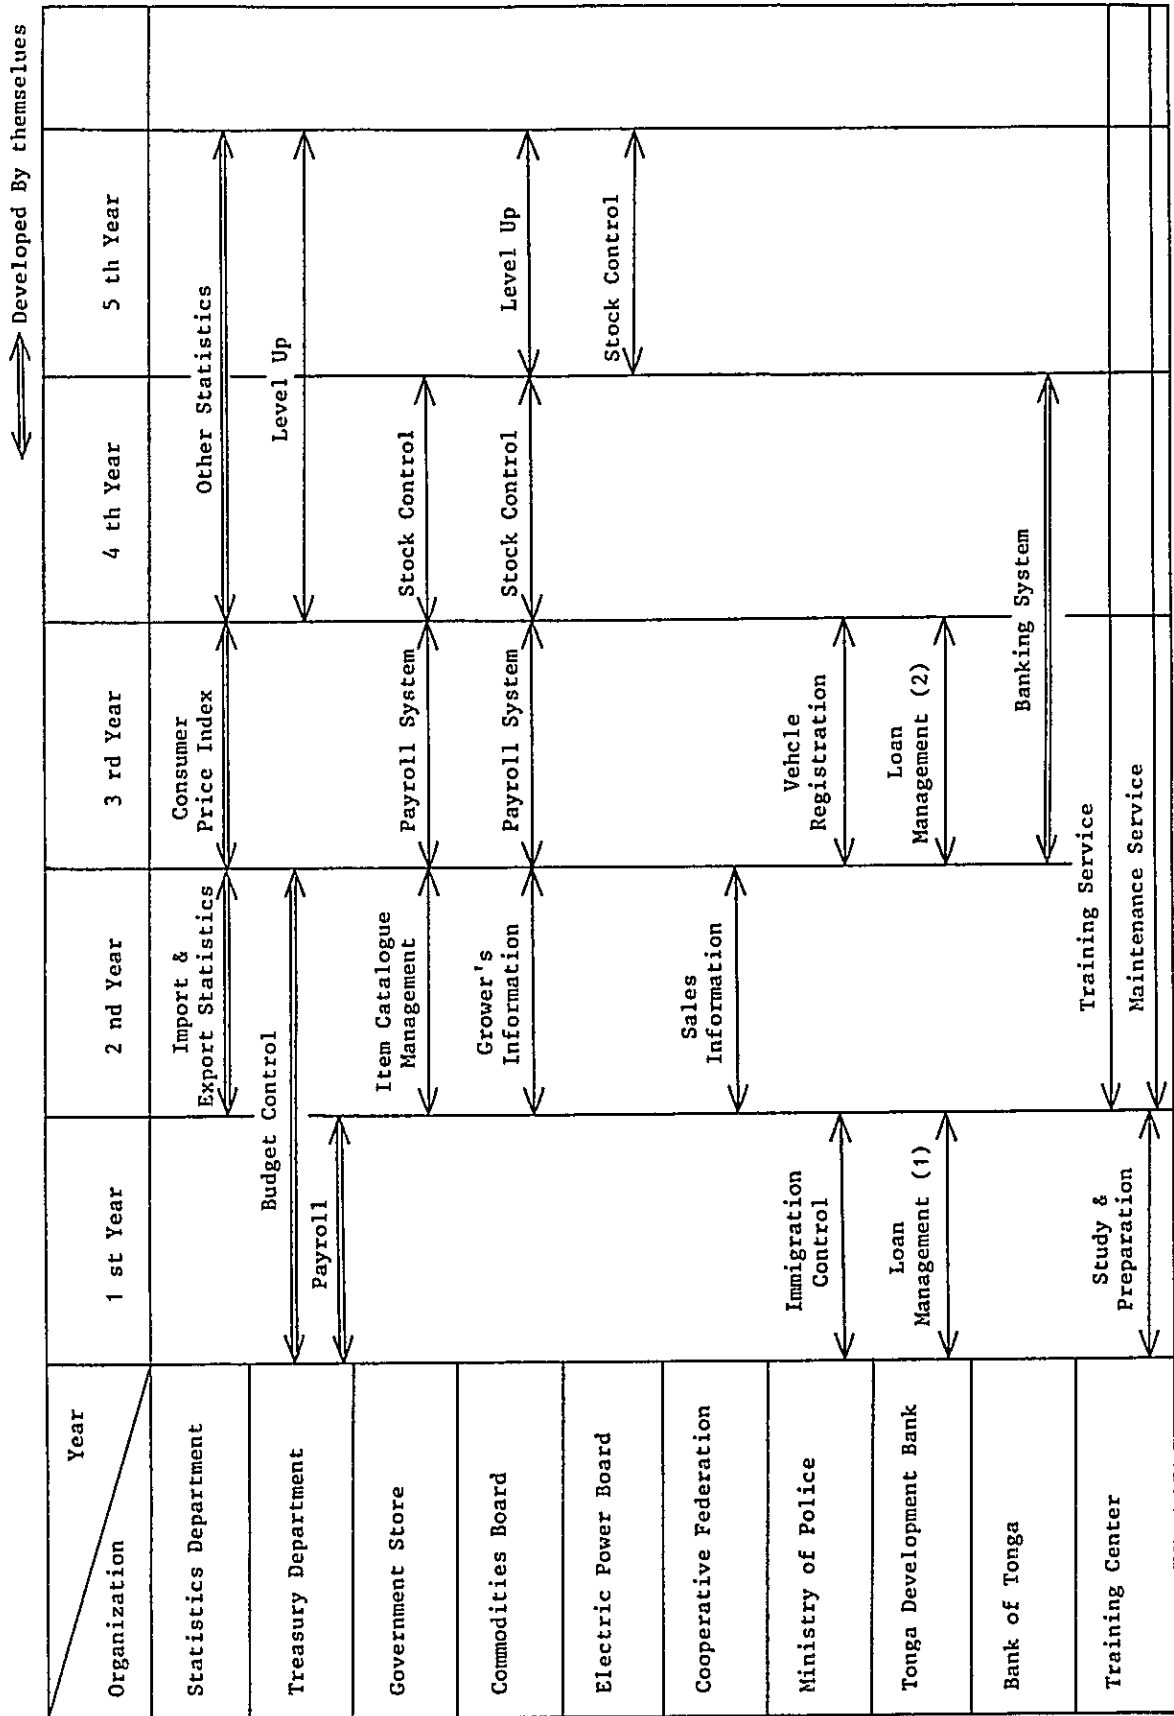 Developed By themselues
Year
Organization
1 st Year
2 nd Year
3 rd Year
4 th Year
5 th Year
Statistics Department
Import &
Export Statistics
Consumer
Price Index
Other Statistics
Treasury Department
Budget Control
Payroll
Level Up
Government Store
Item Catalogue
Management
Payroll System
Stock Control
Commodities Board
Grower's
Information
Payroll System
Stock Control
Level Up
Electric Power Board
Stock Control
Cooperative Federation
Sales
Information
Ministry of Police
Immigration
Control
Vehcle
Registration
Tonga Development Bank
Loan
Management (1)
Loan
Management (2)
Bank of Tonga
Banking System
Training Center
Study &
Preparation
Training Service
Maintenance Service